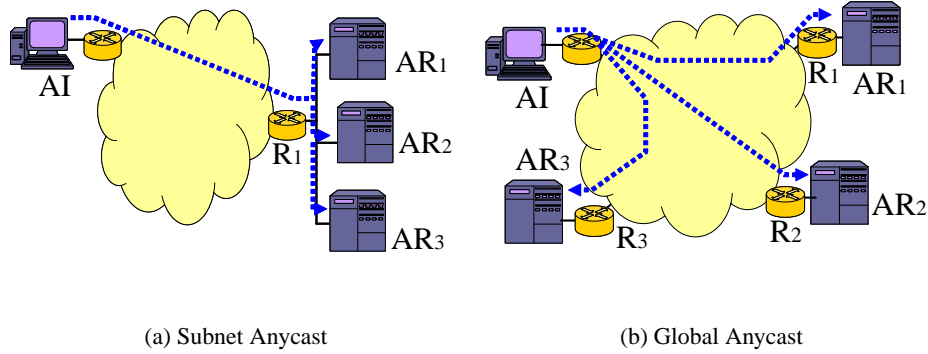 AI
R1
AR1
AR2
AR3
(a) Subnet Anycast
AI
R1
AR1
AR3
R3
R2
AR2
(b) Global Anycast